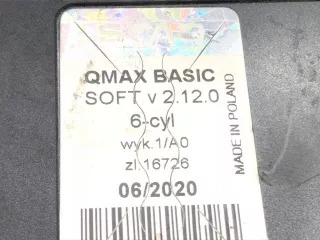 QMAX BASIC
SOFT v 2.12.0
6-cyl
wyk.1/A0
zl.16726
06/2020
MADE IN POLAND